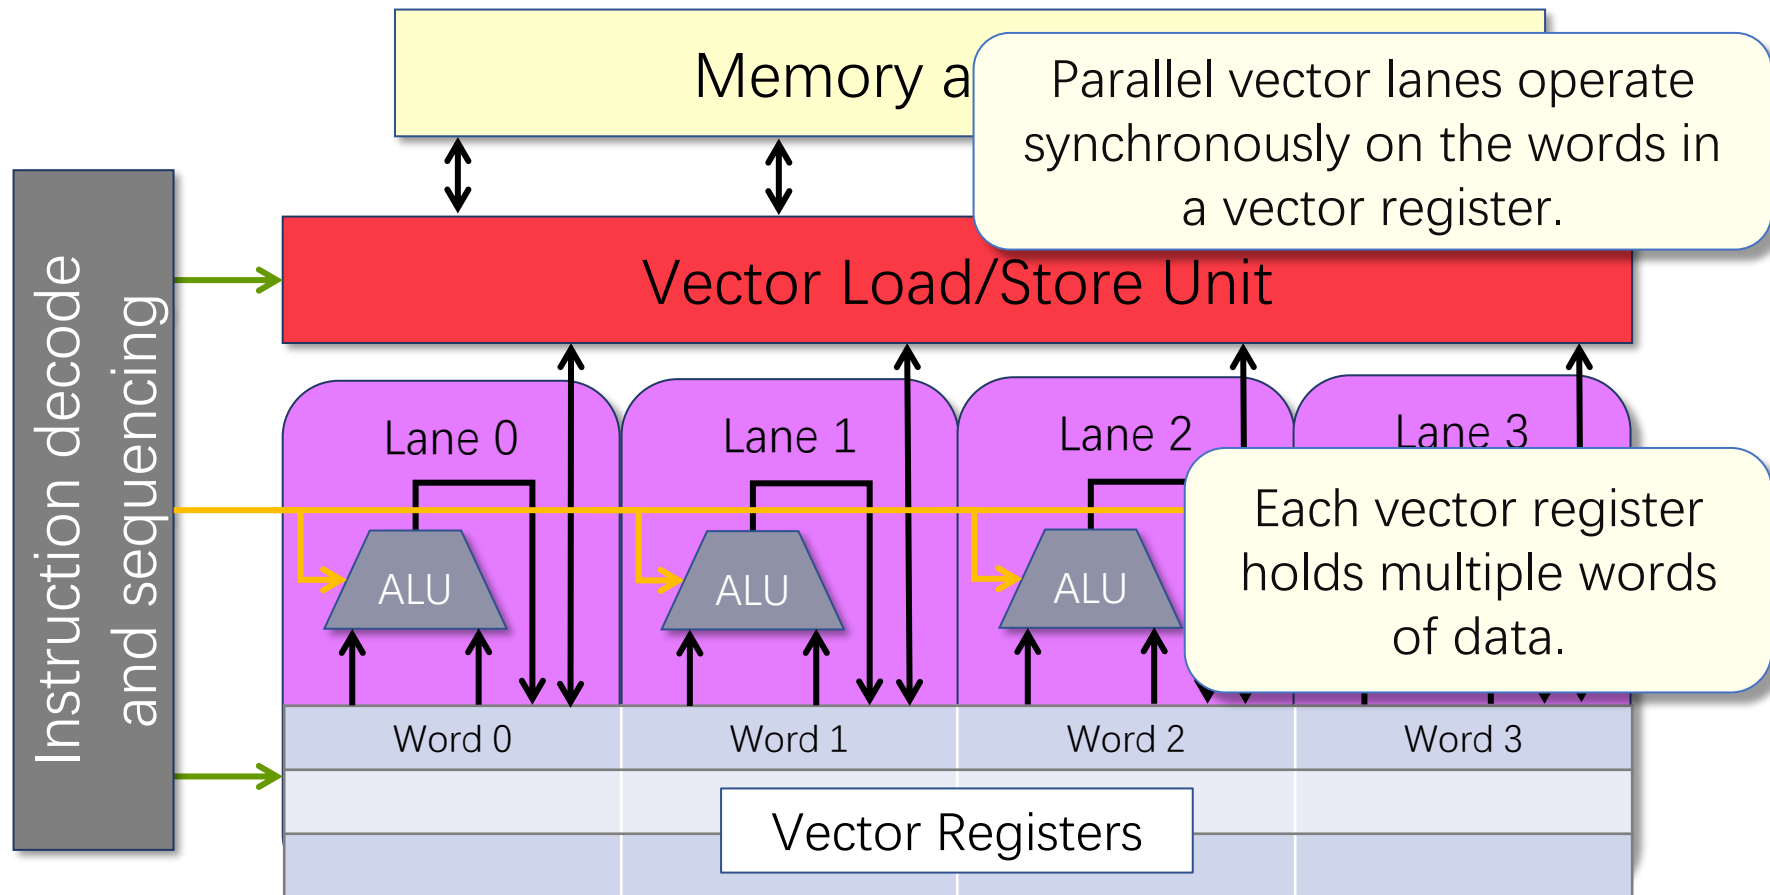 Memory a
Parallel vector lanes operate
synchronously on the words in
a vector register.
Instruction decode
and sequencing
Vector Load/Store Unit
Lane 0
Lane 1
Lane 2
Lane 3
Each vector register
holds multiple words
of data.
ALU
ALU
ALU
Word 0
Word 1
Word 2
Word 3
Vector Registers